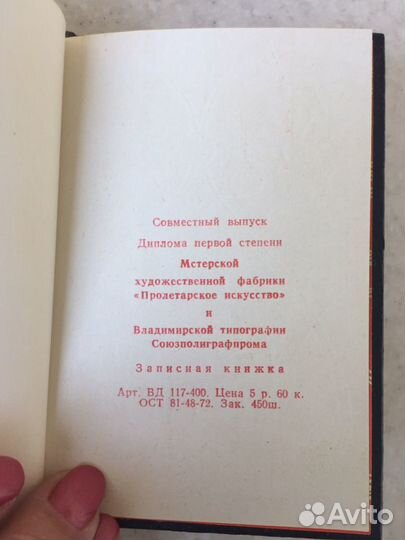 Совместный выпуск
Диплома первой степени
Мстерской
художественной фабрики
«Пролетарское искусство»
и
Владимирской типографии
Союзполиграфпрома
Записная книжка
Арт. ВД 117-400. Цена 5 р. 60 к.
ОСТ 81-48-72. Зак. 450ш.
Avito